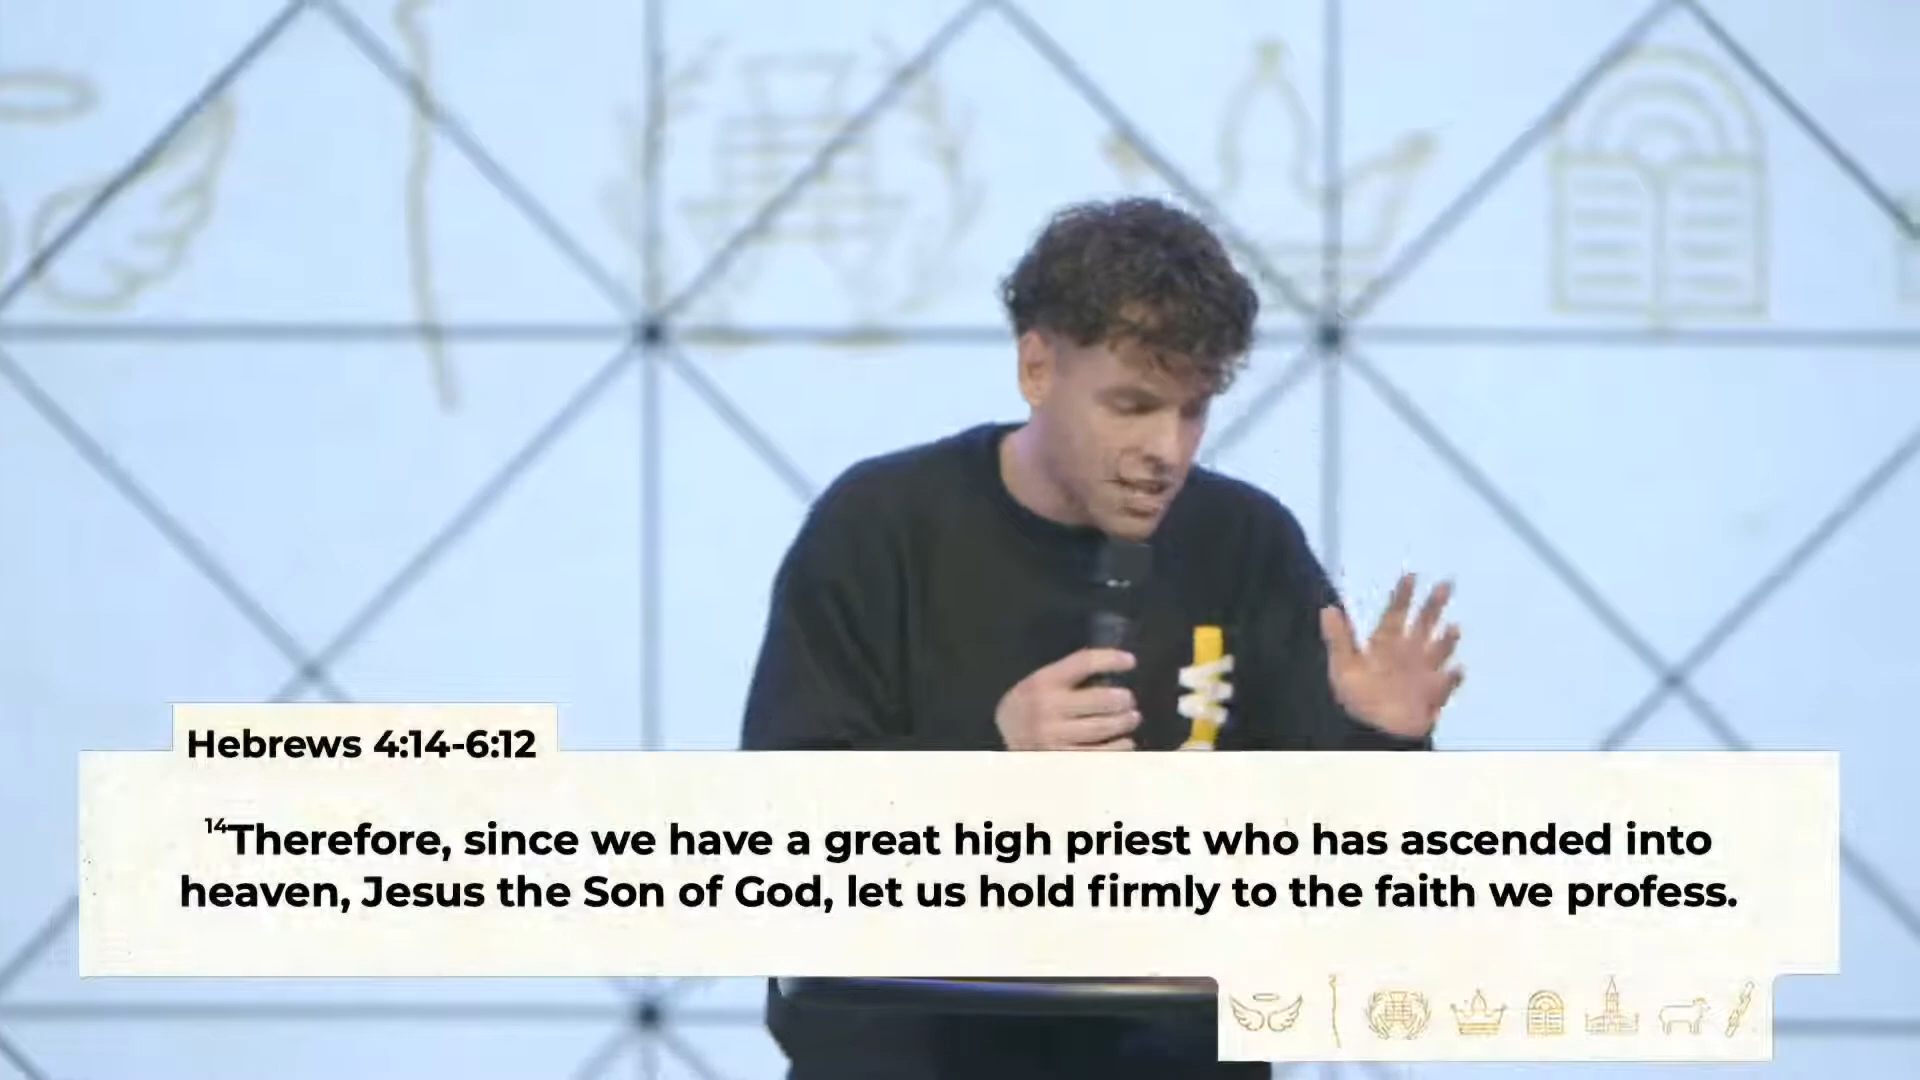 Hebrews 4:14-6:12
14Therefore, since we have a great high priest who has ascended into
heaven, Jesus the Son of God, let us hold firmly to the faith we profess.